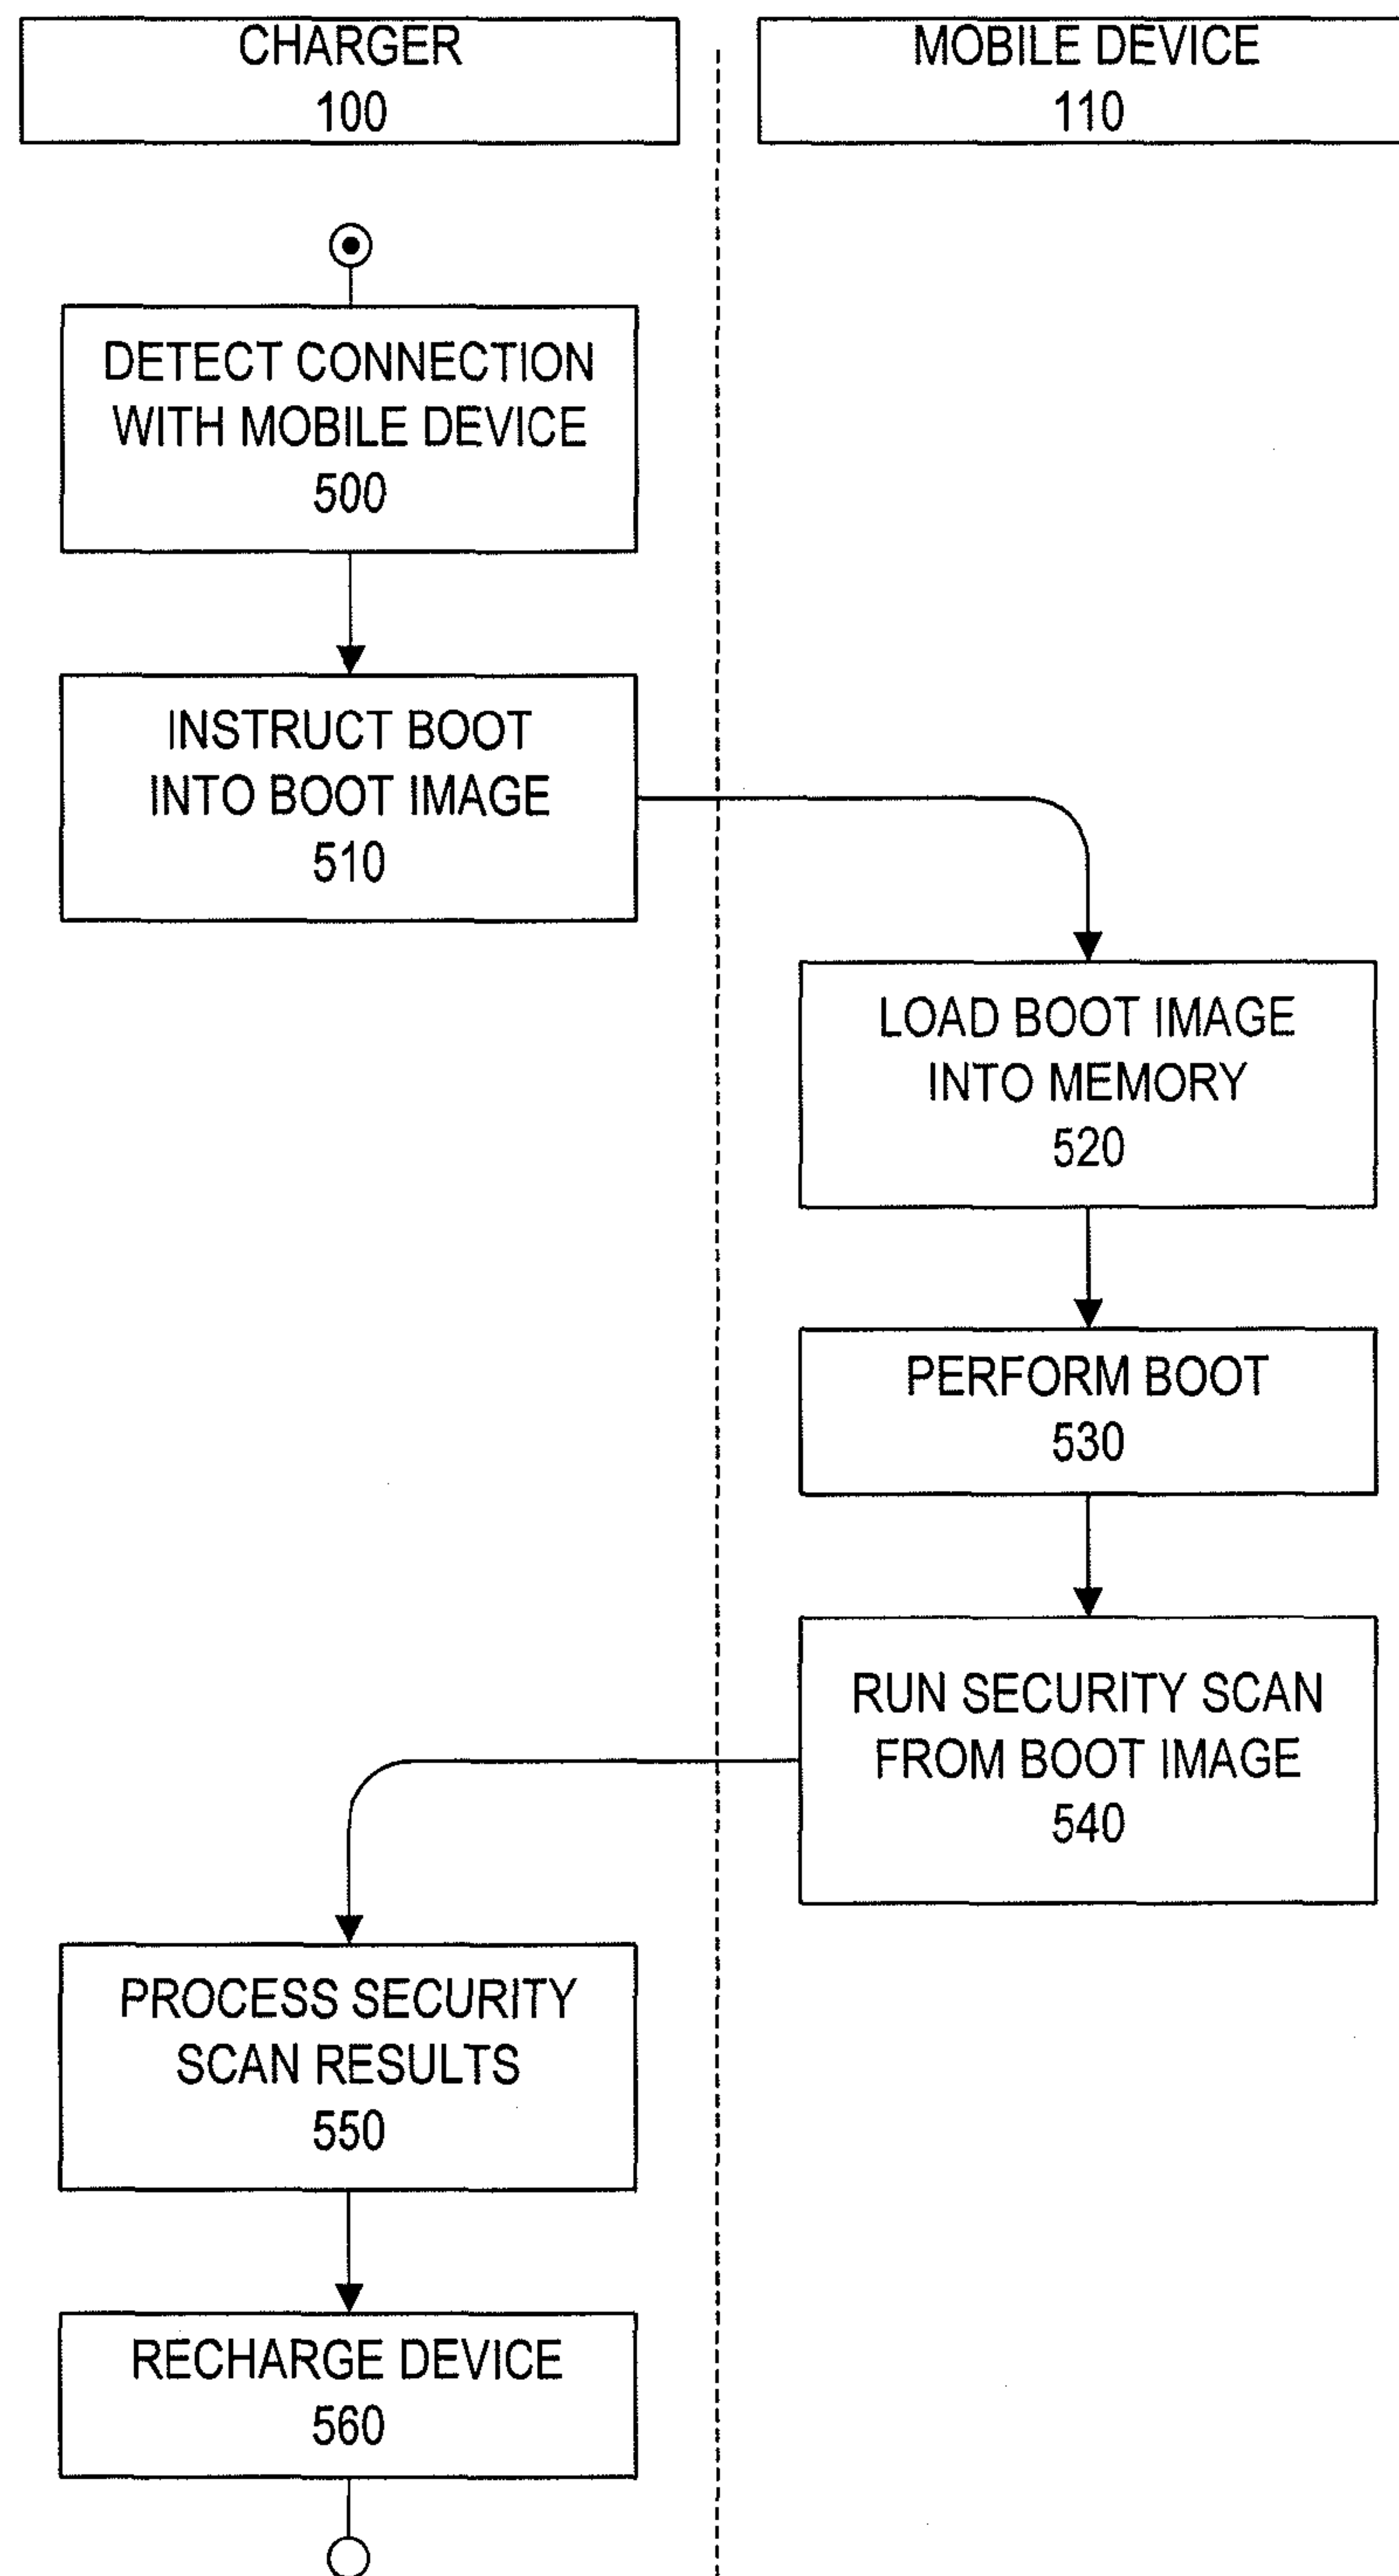 CHARGER
100
MOBILE DEVICE
110
DETECT CONNECTION
WITH MOBILE DEVICE
500
INSTRUCT BOOT
INTO BOOT IMAGE
510
LOAD BOOT IMAGE
INTO MEMORY
520
PERFORM BOOT
530
RUN SECURITY SCAN
FROM BOOT IMAGE
540
PROCESS SECURITY
SCAN RESULTS
550
RECHARGE DEVICE
560